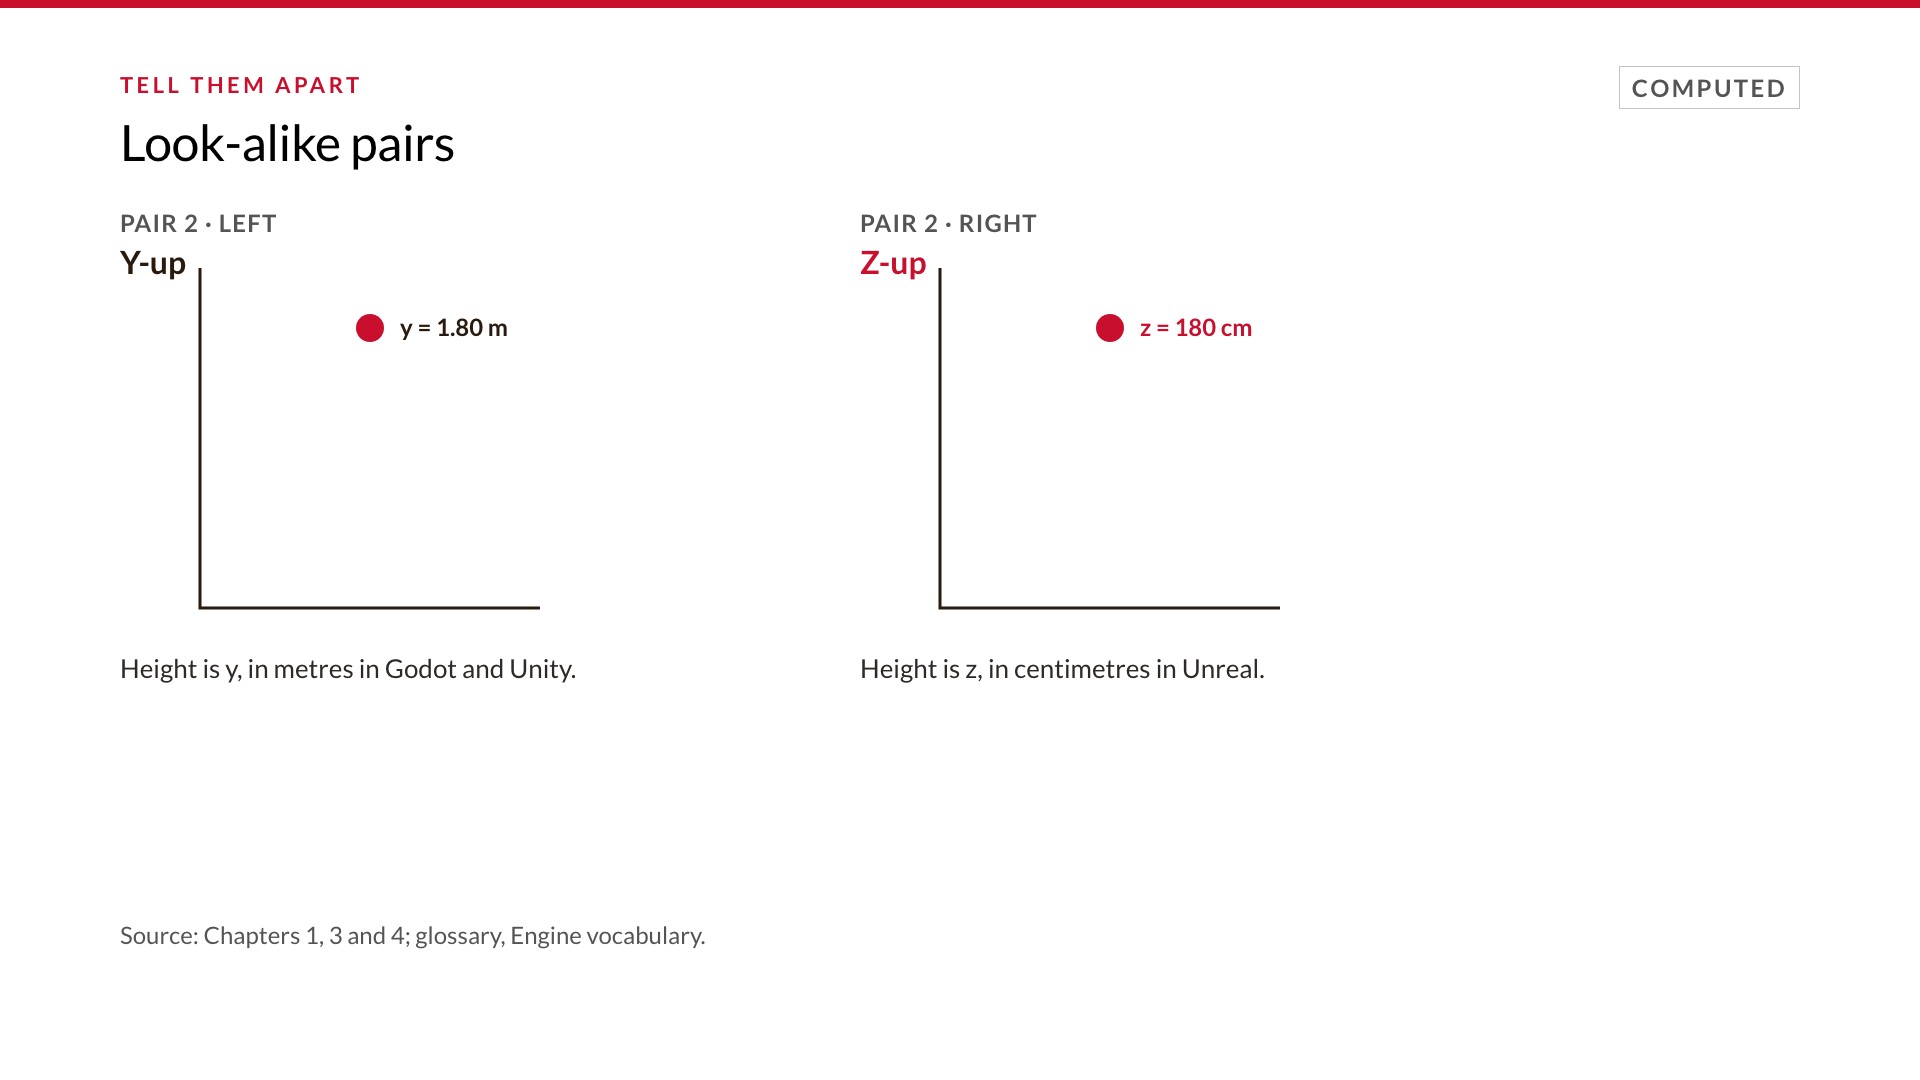 TELL THEM APART
COMPUTED
Look-alike pairs
PAIR 2 · LEFT
Y-up
y = 1.80 m
Height is y, in metres in Godot and Unity.
PAIR 2 · RIGHT
Z-up
z = 180 cm
Height is z, in centimetres in Unreal.
Source: Chapters 1, 3 and 4; glossary, Engine vocabulary.